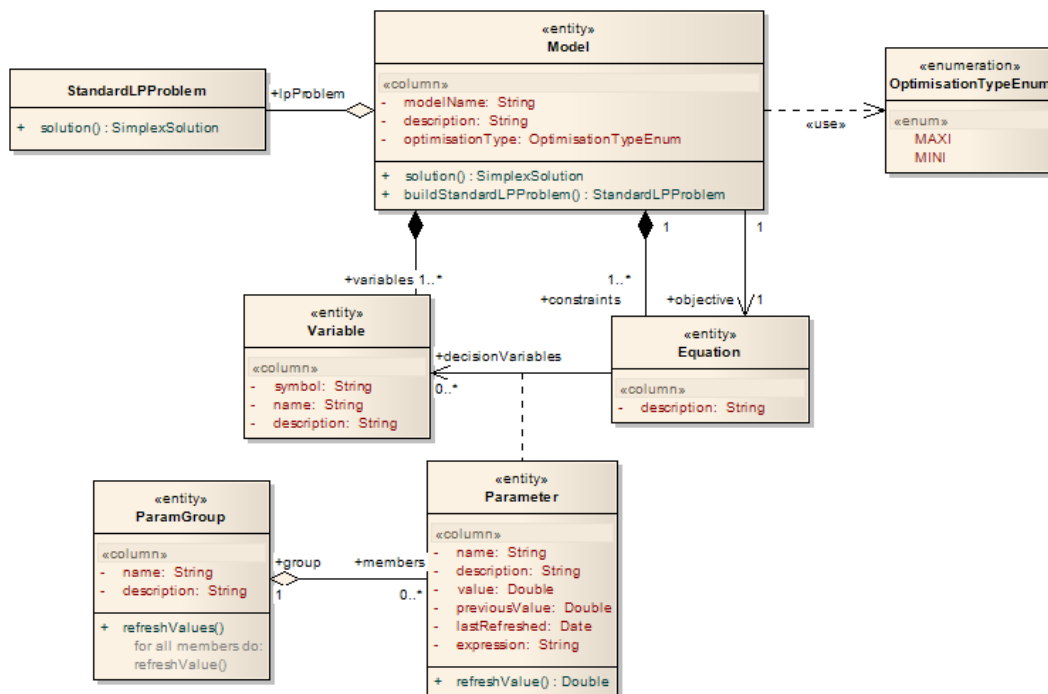 «entity»
Model
«column»
- modelName: String
- description: String
- optimisationType: OptimisationTypeEnum
+ solution() : SimplexSolution
+ buildStandardLPProblem() : StandardLPProblem
StandardLPProblem
+ solution() : SimplexSolution
+lpProblem
«enumeration»
OptimisationTypeEnum
«enum»
MAXI
MINI
«use»
1
1
+variables 1..*
1..*
+constraints
+objective
1
«entity»
Variable
«column»
- symbol: String
- name: String
- description: String
+decisionVariables
0..*
«entity»
Equation
«column»
- description: String
«entity»
ParamGroup
«column»
- name: String
- description: String
+ refreshValues()
for all members do:
refreshValue()
+group
1
+members
0..*
«entity»
Parameter
«column»
- name: String
- description: String
- value: Double
- previousValue: Double
- lastRefreshed: Date
- expression: String
+ refreshValue() : Double